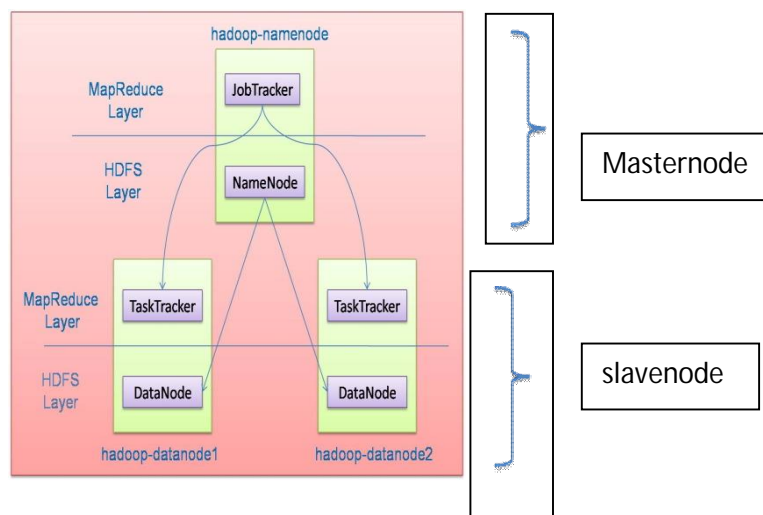 hadoop-namenode
MapReduce
Layer
JobTracker
HDFS
Layer
NameNode
Masternode
MapReduce
Layer
TaskTracker
TaskTracker
HDFS
Layer
DataNode
DataNode
hadoop-datanode1
hadoop-datanode2
slavenode